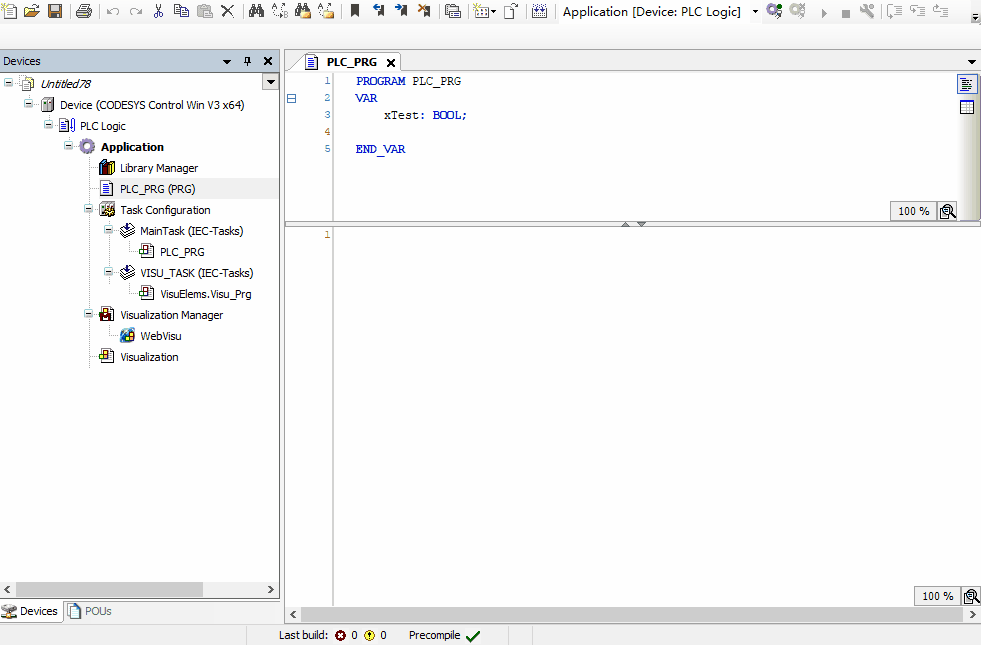 Application [Device: PLC Logic]
Devices
Untitled78
Device (CODESYS Control Win V3 x64)
PLC Logic
Application
Library Manager
PLC_PRG (PRG)
Task Configuration
MainTask (IEC-Tasks)
PLC_PRG
VISU_TASK (IEC-Tasks)
VisuElems.Visu_Prg
Visualization Manager
WebVisu
Visualization
Devices
POUs
PLC_PRG
1 PROGRAM PLC_PRG
2 VAR
3 xTest: BOOL;
4
5 END_VAR
100 %
1
100 %
Last build: 0 0 Precompile